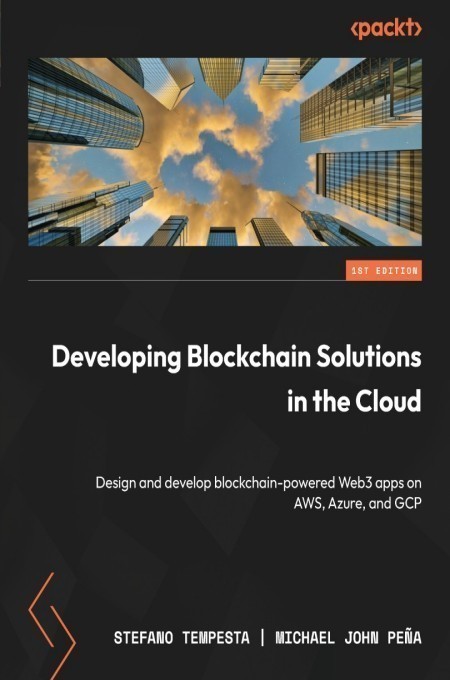 <packt>
1ST EDITION
Developing Blockchain Solutions
in the Cloud
Design and develop blockchain-powered Web3 apps on
AWS, Azure, and GCP
STEFANO TEMPESTA | MICHAEL JOHN PEÑA